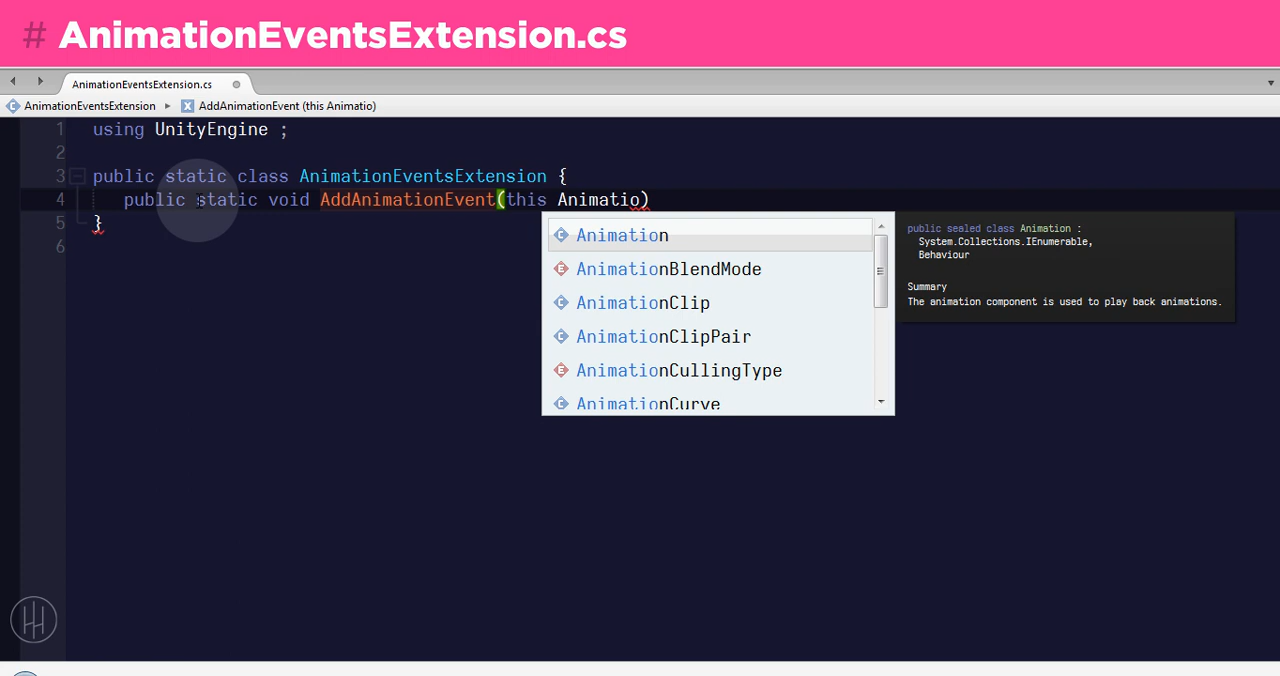 # AnimationEventsExtension.cs
AnimationEventsExtension.cs
AnimationEventsExtension ▸ AddAnimationEvent (this Animatio)
1 using UnityEngine ;
2
3 public static class AnimationEventsExtension {
4 public static void AddAnimationEvent(this Animatio)
5 }
6
Animation
AnimationBlendMode
AnimationClip
AnimationClipPair
AnimationCullingType
AnimationCurve
public sealed class Animation :
System.Collections.IEnumerable,
Behaviour
Summary
The animation component is used to play back animations.